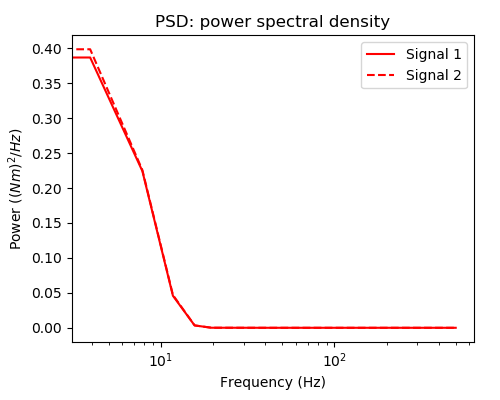 PSD: power spectral density
Signal 1
Signal 2
0.40
0.35
0.30
0.25
0.20
0.15
0.10
0.05
0.00
Power ((Nm)²/Hz)
10¹ 10²
Frequency (Hz)